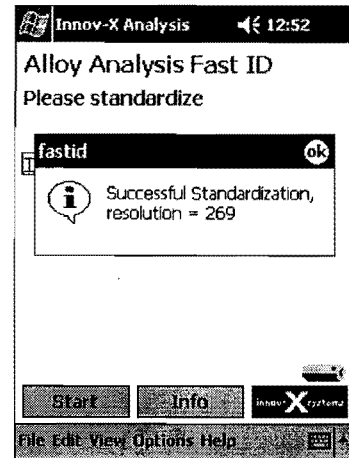 Innov-X Analysis 12:52
Alloy Analysis Fast ID
Please standardize
fastid ok
Successful Standardization,
resolution = 269
Start Info innov-X systems
File Edit View Options Help